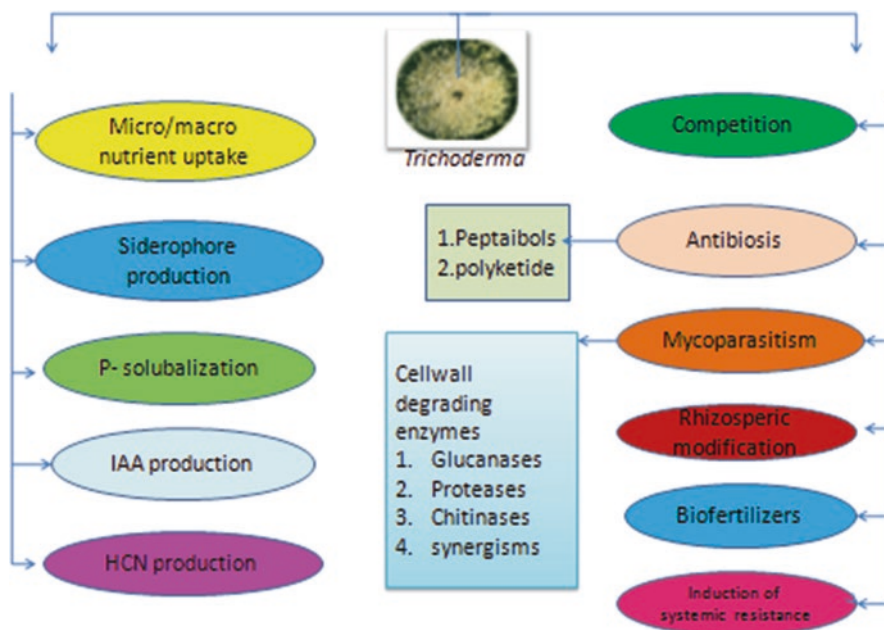 Trichoderma
Micro/macro
nutrient uptake
Siderophore
production
P- solubalization
IAA production
HCN production
Competition
Antibiosis
1.Peptaibols
2.polyketide
Mycoparasitism
Cellwall
degrading
enzymes
1. Glucanases
2. Proteases
3. Chitinases
4. synergisms
Rhizosperic
modification
Biofertilizers
Induction of
systemic resistance